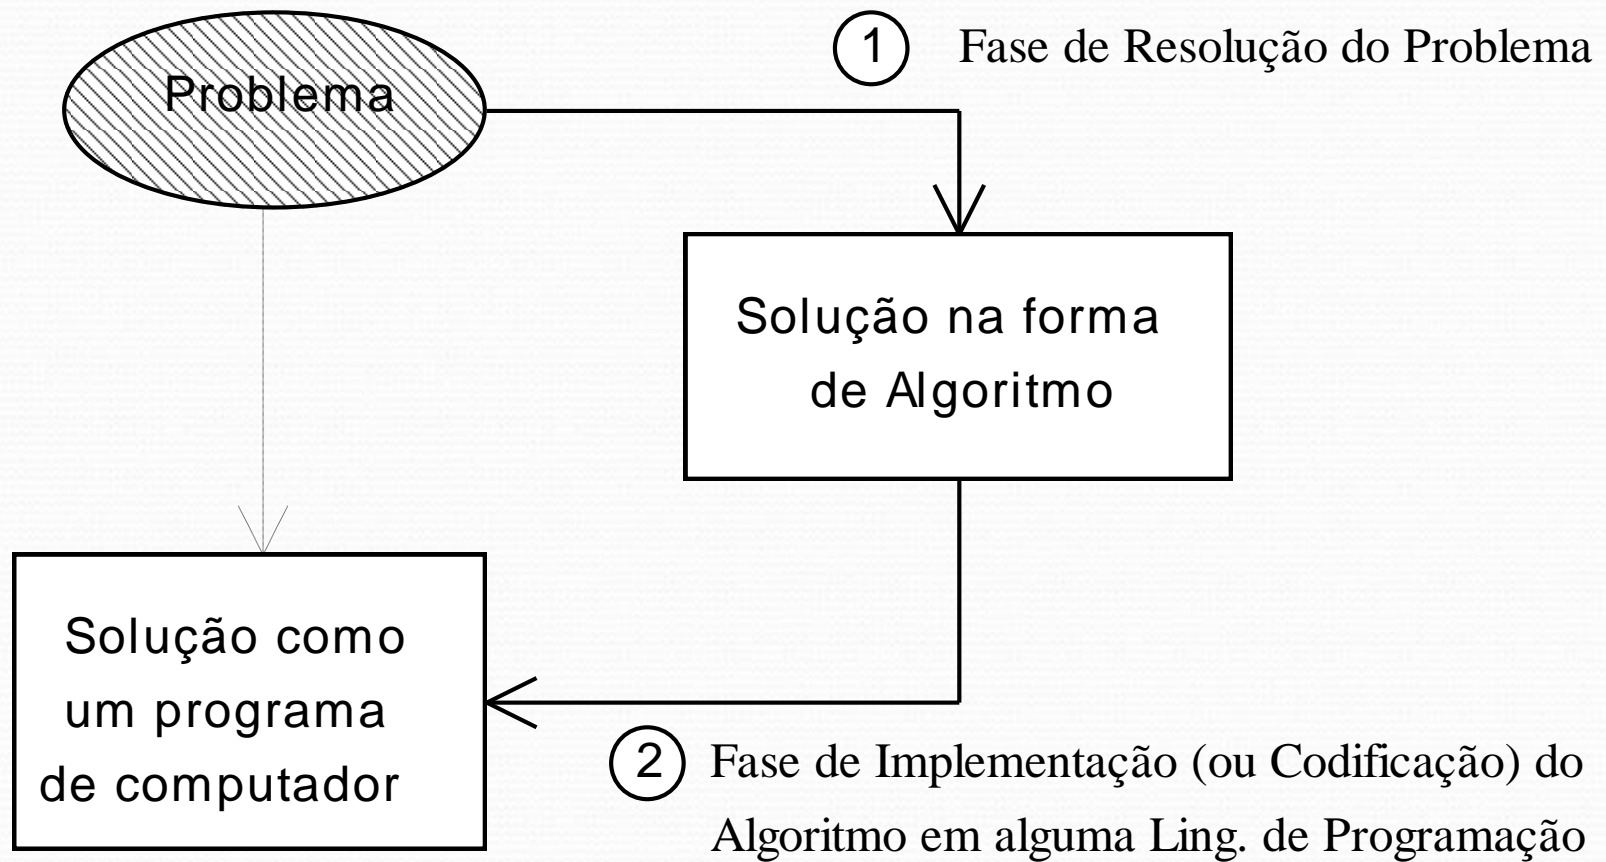 Problema
1 Fase de Resolução do Problema
Solução na forma
de Algoritmo
Solução como
um programa
de computador
2 Fase de Implementação (ou Codificação) do
Algoritmo em alguma Ling. de Programação